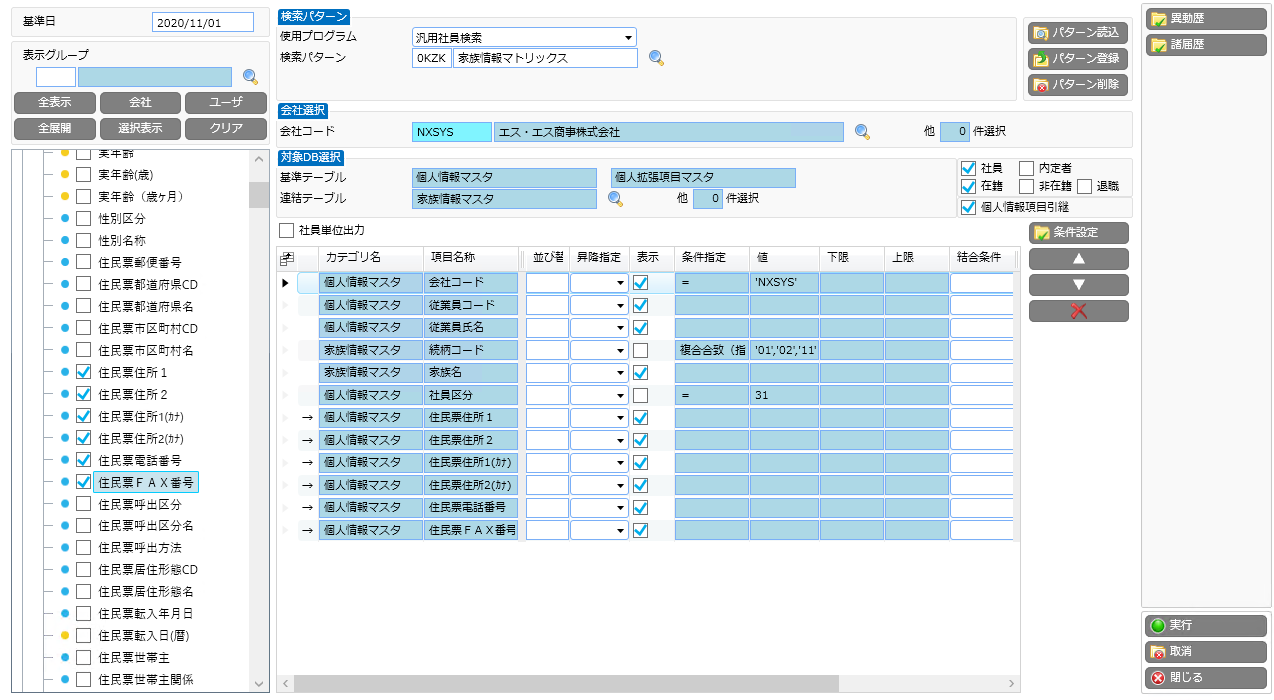 基準日 2020/11/01
表示グループ
全表示 会社 ユーザ
全展開 選択表示 クリア
実年齢
実年齢(歳)
実年齢（歳ヶ月）
性別区分
性別名称
住民票郵便番号
住民票都道府県CD
住民票都道府県名
住民票市区町村CD
住民票市区町村名
住民票住所１
住民票住所２
住民票住所1(ｶﾅ)
住民票住所2(ｶﾅ)
住民票電話番号
住民票ＦＡＸ番号
住民票呼出区分
住民票呼出区分名
住民票呼出方法
住民票居住形態CD
住民票居住形態名
住民票転入年月日
住民票転入日(暦)
住民票世帯主
住民票世帯主関係
検索パターン
使用プログラム 汎用社員検索
検索パターン 0KZK 家族情報マトリックス
パターン読込
パターン登録
パターン削除
会社選択
会社コード NXSYS エス・エス商事株式会社 他 0 件選択
対象DB選択
基準テーブル 個人情報マスタ 個人拡張項目マスタ
連結テーブル 家族情報マスタ 他 0 件選択
社員 内定者
在籍 非在籍 退職
個人情報項目引継
社員単位出力
条件設定
カテゴリ名 項目名称 並び替 昇降指定 表示 条件指定 値 下限 上限 結合条件
個人情報マスタ 会社コード = 'NXSYS'
個人情報マスタ 従業員コード
個人情報マスタ 従業員氏名
家族情報マスタ 続柄コード 複合合致（指 '01','02','11'
家族情報マスタ 家族名
個人情報マスタ 社員区分 = 31
→ 個人情報マスタ 住民票住所１
→ 個人情報マスタ 住民票住所２
→ 個人情報マスタ 住民票住所1(ｶﾅ)
→ 個人情報マスタ 住民票住所2(ｶﾅ)
→ 個人情報マスタ 住民票電話番号
→ 個人情報マスタ 住民票ＦＡＸ番号
異動歴
諸届歴
実行
取消
閉じる